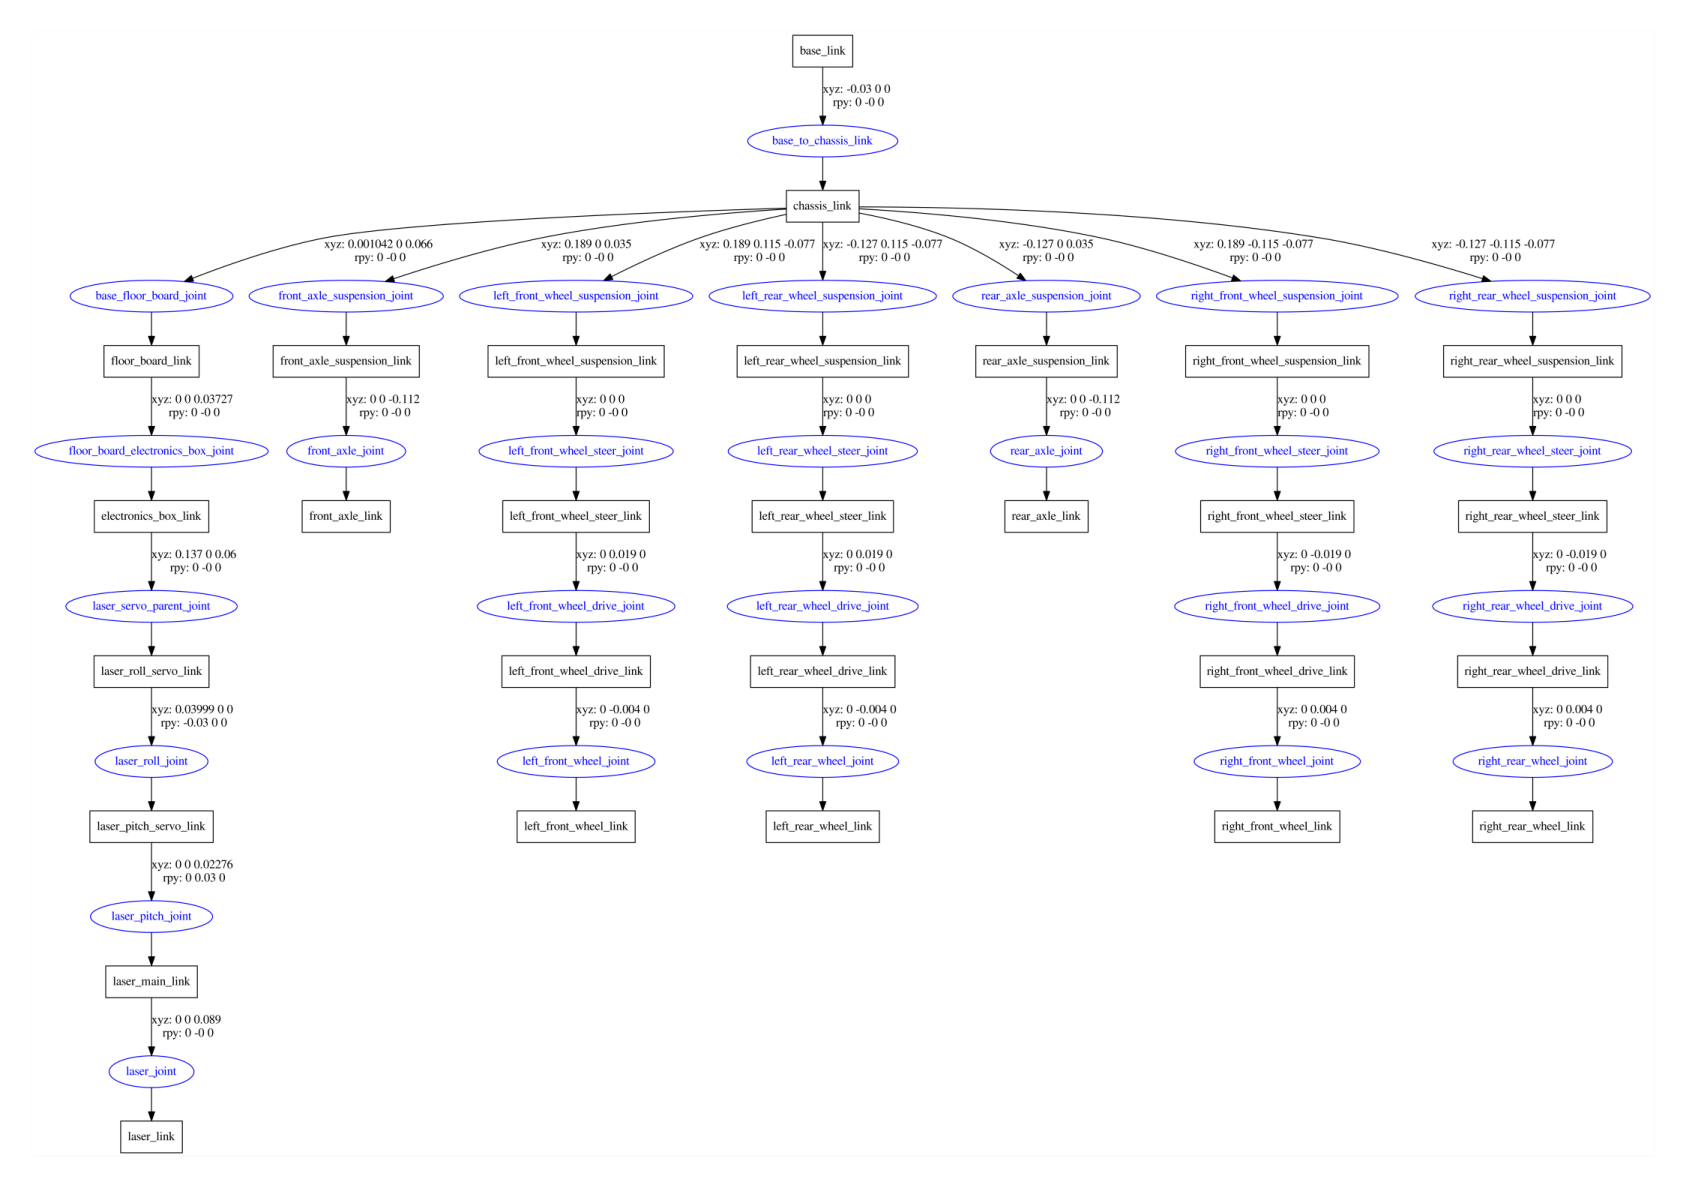 base_link
xyz: -0.03 0 0
rpy: 0 -0 0
base_to_chassis_link
chassis_link
xyz: 0.001042 0 0.066
rpy: 0 -0 0
xyz: 0.189 0 0.035
rpy: 0 -0 0
xyz: 0.189 0.115 -0.077
rpy: 0 -0 0
xyz: -0.127 0.115 -0.077
rpy: 0 -0 0
xyz: -0.127 0 0.035
rpy: 0 -0 0
xyz: 0.189 -0.115 -0.077
rpy: 0 -0 0
xyz: -0.127 -0.115 -0.077
rpy: 0 -0 0
base_floor_board_joint
front_axle_suspension_joint
left_front_wheel_suspension_joint
left_rear_wheel_suspension_joint
rear_axle_suspension_joint
right_front_wheel_suspension_joint
right_rear_wheel_suspension_joint
floor_board_link
front_axle_suspension_link
left_front_wheel_suspension_link
left_rear_wheel_suspension_link
rear_axle_suspension_link
right_front_wheel_suspension_link
right_rear_wheel_suspension_link
xyz: 0 0 0.03727
rpy: 0 -0 0
xyz: 0 0 -0.112
rpy: 0 -0 0
xyz: 0 0 0
rpy: 0 -0 0
xyz: 0 0 0
rpy: 0 -0 0
xyz: 0 0 -0.112
rpy: 0 -0 0
xyz: 0 0 0
rpy: 0 -0 0
xyz: 0 0 0
rpy: 0 -0 0
floor_board_electronics_box_joint
front_axle_joint
left_front_wheel_steer_joint
left_rear_wheel_steer_joint
rear_axle_joint
right_front_wheel_steer_joint
right_rear_wheel_steer_joint
electronics_box_link
front_axle_link
left_front_wheel_steer_link
left_rear_wheel_steer_link
rear_axle_link
right_front_wheel_steer_link
right_rear_wheel_steer_link
xyz: 0.137 0 0.06
rpy: 0 -0 0
xyz: 0 0.019 0
rpy: 0 -0 0
xyz: 0 0.019 0
rpy: 0 -0 0
xyz: 0 -0.019 0
rpy: 0 -0 0
xyz: 0 -0.019 0
rpy: 0 -0 0
laser_servo_parent_joint
left_front_wheel_drive_joint
left_rear_wheel_drive_joint
right_front_wheel_drive_joint
right_rear_wheel_drive_joint
laser_roll_servo_link
left_front_wheel_drive_link
left_rear_wheel_drive_link
right_front_wheel_drive_link
right_rear_wheel_drive_link
xyz: 0.03999 0 0
rpy: -0.03 0 0
xyz: 0 -0.004 0
rpy: 0 -0 0
xyz: 0 -0.004 0
rpy: 0 -0 0
xyz: 0 0.004 0
rpy: 0 -0 0
xyz: 0 0.004 0
rpy: 0 -0 0
laser_roll_joint
left_front_wheel_joint
left_rear_wheel_joint
right_front_wheel_joint
right_rear_wheel_joint
laser_pitch_servo_link
left_front_wheel_link
left_rear_wheel_link
right_front_wheel_link
right_rear_wheel_link
xyz: 0 0 0.02276
rpy: 0 0.03 0
laser_pitch_joint
laser_main_link
xyz: 0 0 0.089
rpy: 0 -0 0
laser_joint
laser_link